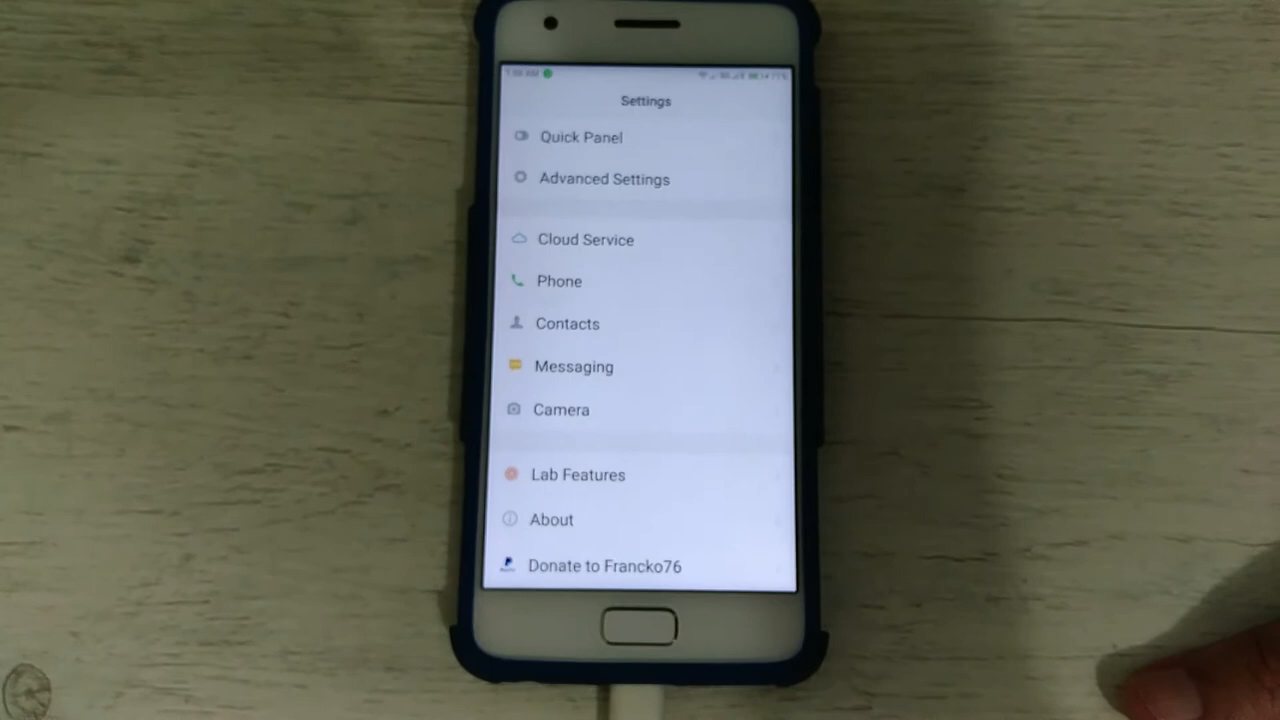 Settings
Quick Panel
Advanced Settings
Cloud Service
Phone
Contacts
Messaging
Camera
Lab Features
About
Donate to Francko76